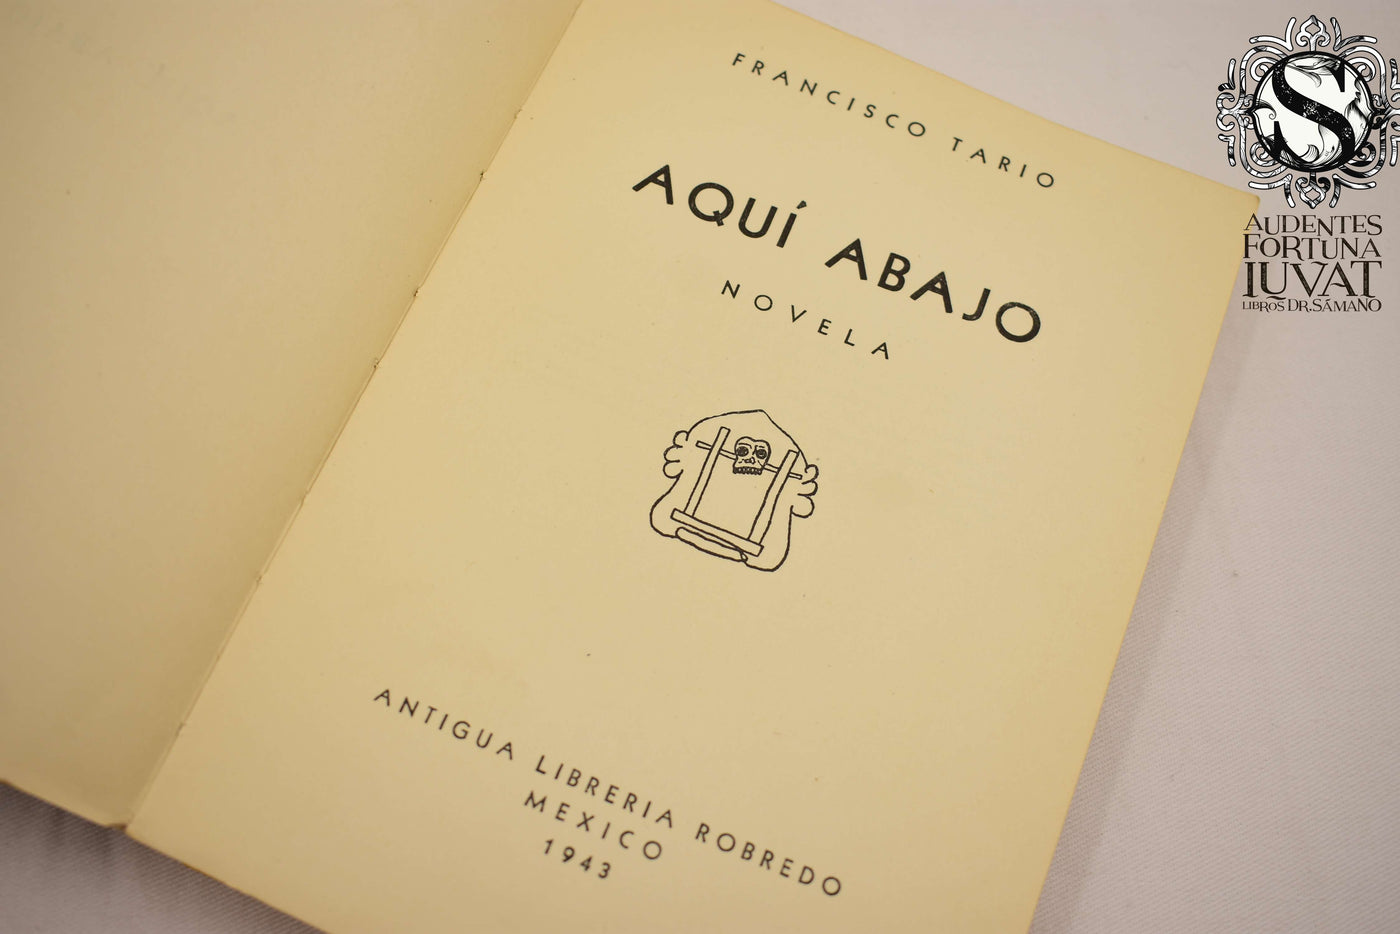 FRANCISCO TARIO
AQUÍ ABAJO
NOVELA
ANTIGUA LIBRERIA ROBREDO
MEXICO
1943
S
AUDENTES
FORTUNA
IUVAT
LIBROS DR. SÁMANO